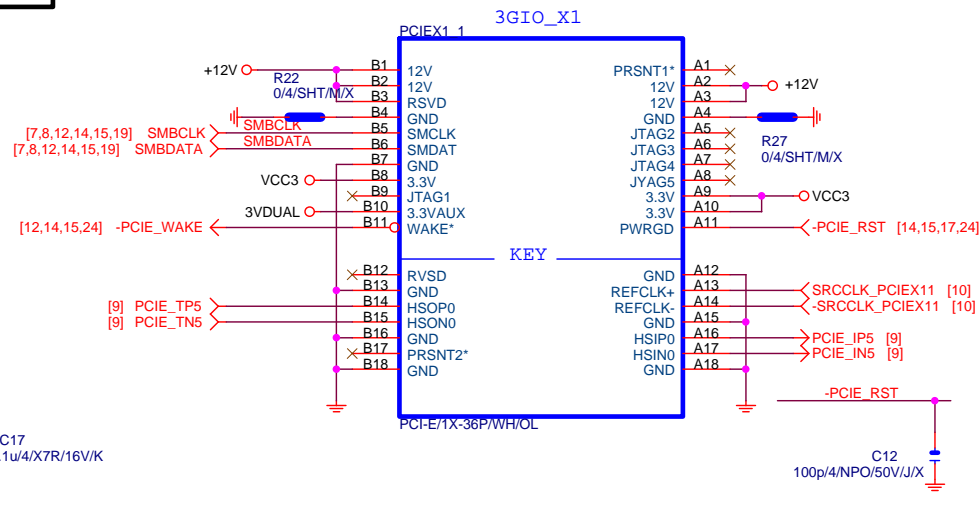 3GIO_X1
PCIEX1_1
+12V B1 12V PRSNT1* A1
R22 B2 12V 12V A2 +12V
0/4/SHT/M/X B3 RSVD 12V A3
B4 GND GND A4
[7,8,12,14,15,19] SMBCLK SMBCLK B5 SMCLK JTAG2 A5 R27
[7,8,12,14,15,19] SMBDATA SMBDATA B6 SMDAT JTAG3 A6 0/4/SHT/M/X
B7 GND JTAG4 A7
VCC3 B8 3.3V JYAG5 A8
B9 JTAG1 3.3V A9 VCC3
3VDUAL B10 3.3VAUX 3.3V A10
[12,14,15,24] -PCIE_WAKE B11 WAKE* PWRGD A11 -PCIE_RST [14,15,17,24]
KEY
B12 RVSD GND A12
B13 GND REFCLK+ A13 SRCCLK_PCIEX11 [10]
[9] PCIE_TP5 B14 HSOP0 REFCLK- A14 -SRCCLK_PCIEX11 [10]
[9] PCIE_TN5 B15 HSON0 GND A15
B16 GND HSIP0 A16 PCIE_IP5 [9]
B17 PRSNT2* HSIN0 A17 PCIE_IN5 [9]
B18 GND GND A18
-PCIE_RST
PCI-E/1X-36P/WH/OL
C17
1u/4/X7R/16V/K
C12
100p/4/NPO/50V/J/X